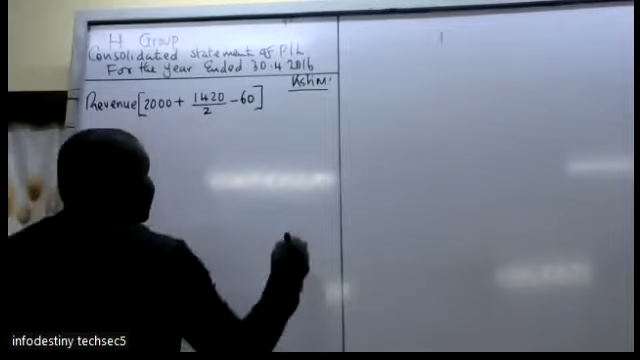 H Group
Consolidated statement of P/L
For the year Ended 30.4.2016
KshM.
Revenue [2000 + 1420/2 - 60]
infodestiny techsec5